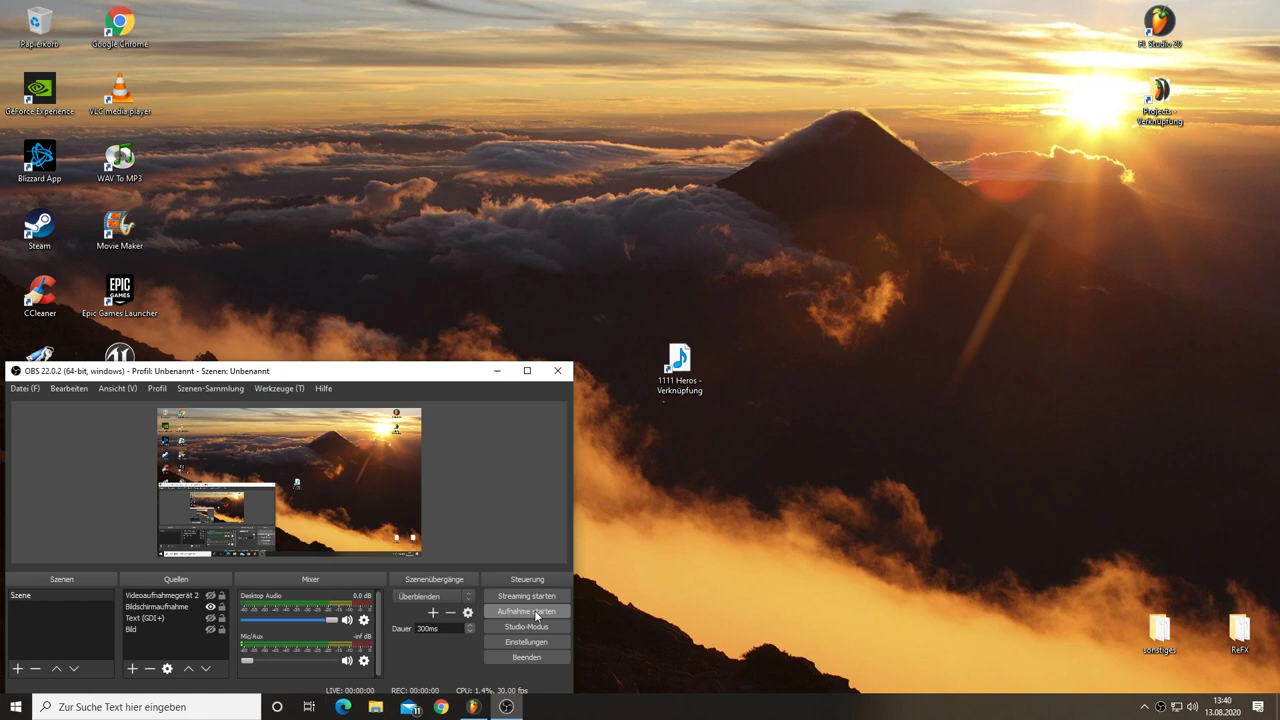 Papierkorb
Google Chrome
FL Studio 20
GeForce Experience
VLC media player
Projects - Verknüpfung
Blizzard App
WAV To MP3
Steam
Movie Maker
CCleaner
EPIC GAMES
Epic Games Launcher
1111 Heros - Verknüpfung
OBS 22.0.2 (64-bit, windows) - Profil: Unbenannt - Szenen: Unbenannt
Datei (F) Bearbeiten Ansicht (V) Profil Szenen-Sammlung Werkzeuge (T) Hilfe
Szenen Quellen Mixer Szenenübergänge Steuerung
Szene
Videoaufnahmegerät 2
Bildschirmaufnahme
Text (GDI+)
Bild
Desktop Audio 0.0 dB
Mic/Aux -inf dB
Überblenden
Dauer 300ms
Streaming starten
Aufnahme starten
Studio-Modus
Einstellungen
Beenden
LIVE: 00:00:00 REC: 00:00:00 CPU: 1.4%, 30.00 fps
sonstiges
ReFX
Zur Suche Text hier eingeben
11
13:40
13.08.2020